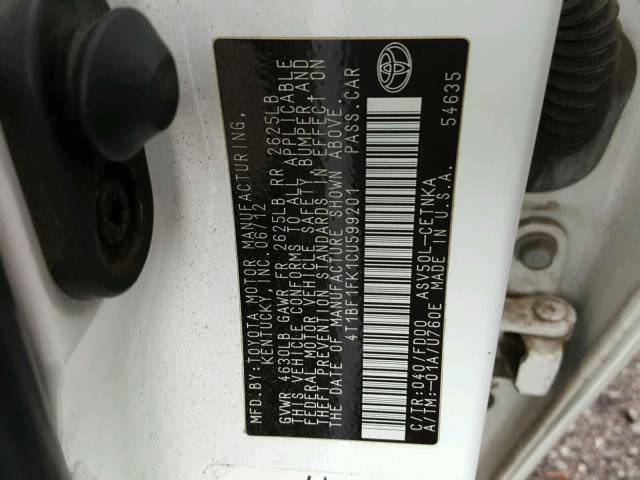 MFD.BY:TOYOTA MOTOR MANUFACTURING,
KENTUCKY, INC. 06/12
GVWR 4630LB GAWR FR 2625LB RR 2625LB
THIS VEHICLE CONFORMS TO ALL APPLICABLE
FEDERAL MOTOR VEHICLE SAFETY, BUMPER, AND
THEFT PREVENTION STANDARDS IN EFFECT ON
THE DATE OF MANUFACTURE SHOWN ABOVE.
4T1BF1FK1CU599201 PASS.CAR
C/TR:040/FD00 ASV50L-CETNKA
A/TM:-01A/U760E MADE IN U.S.A.
54635